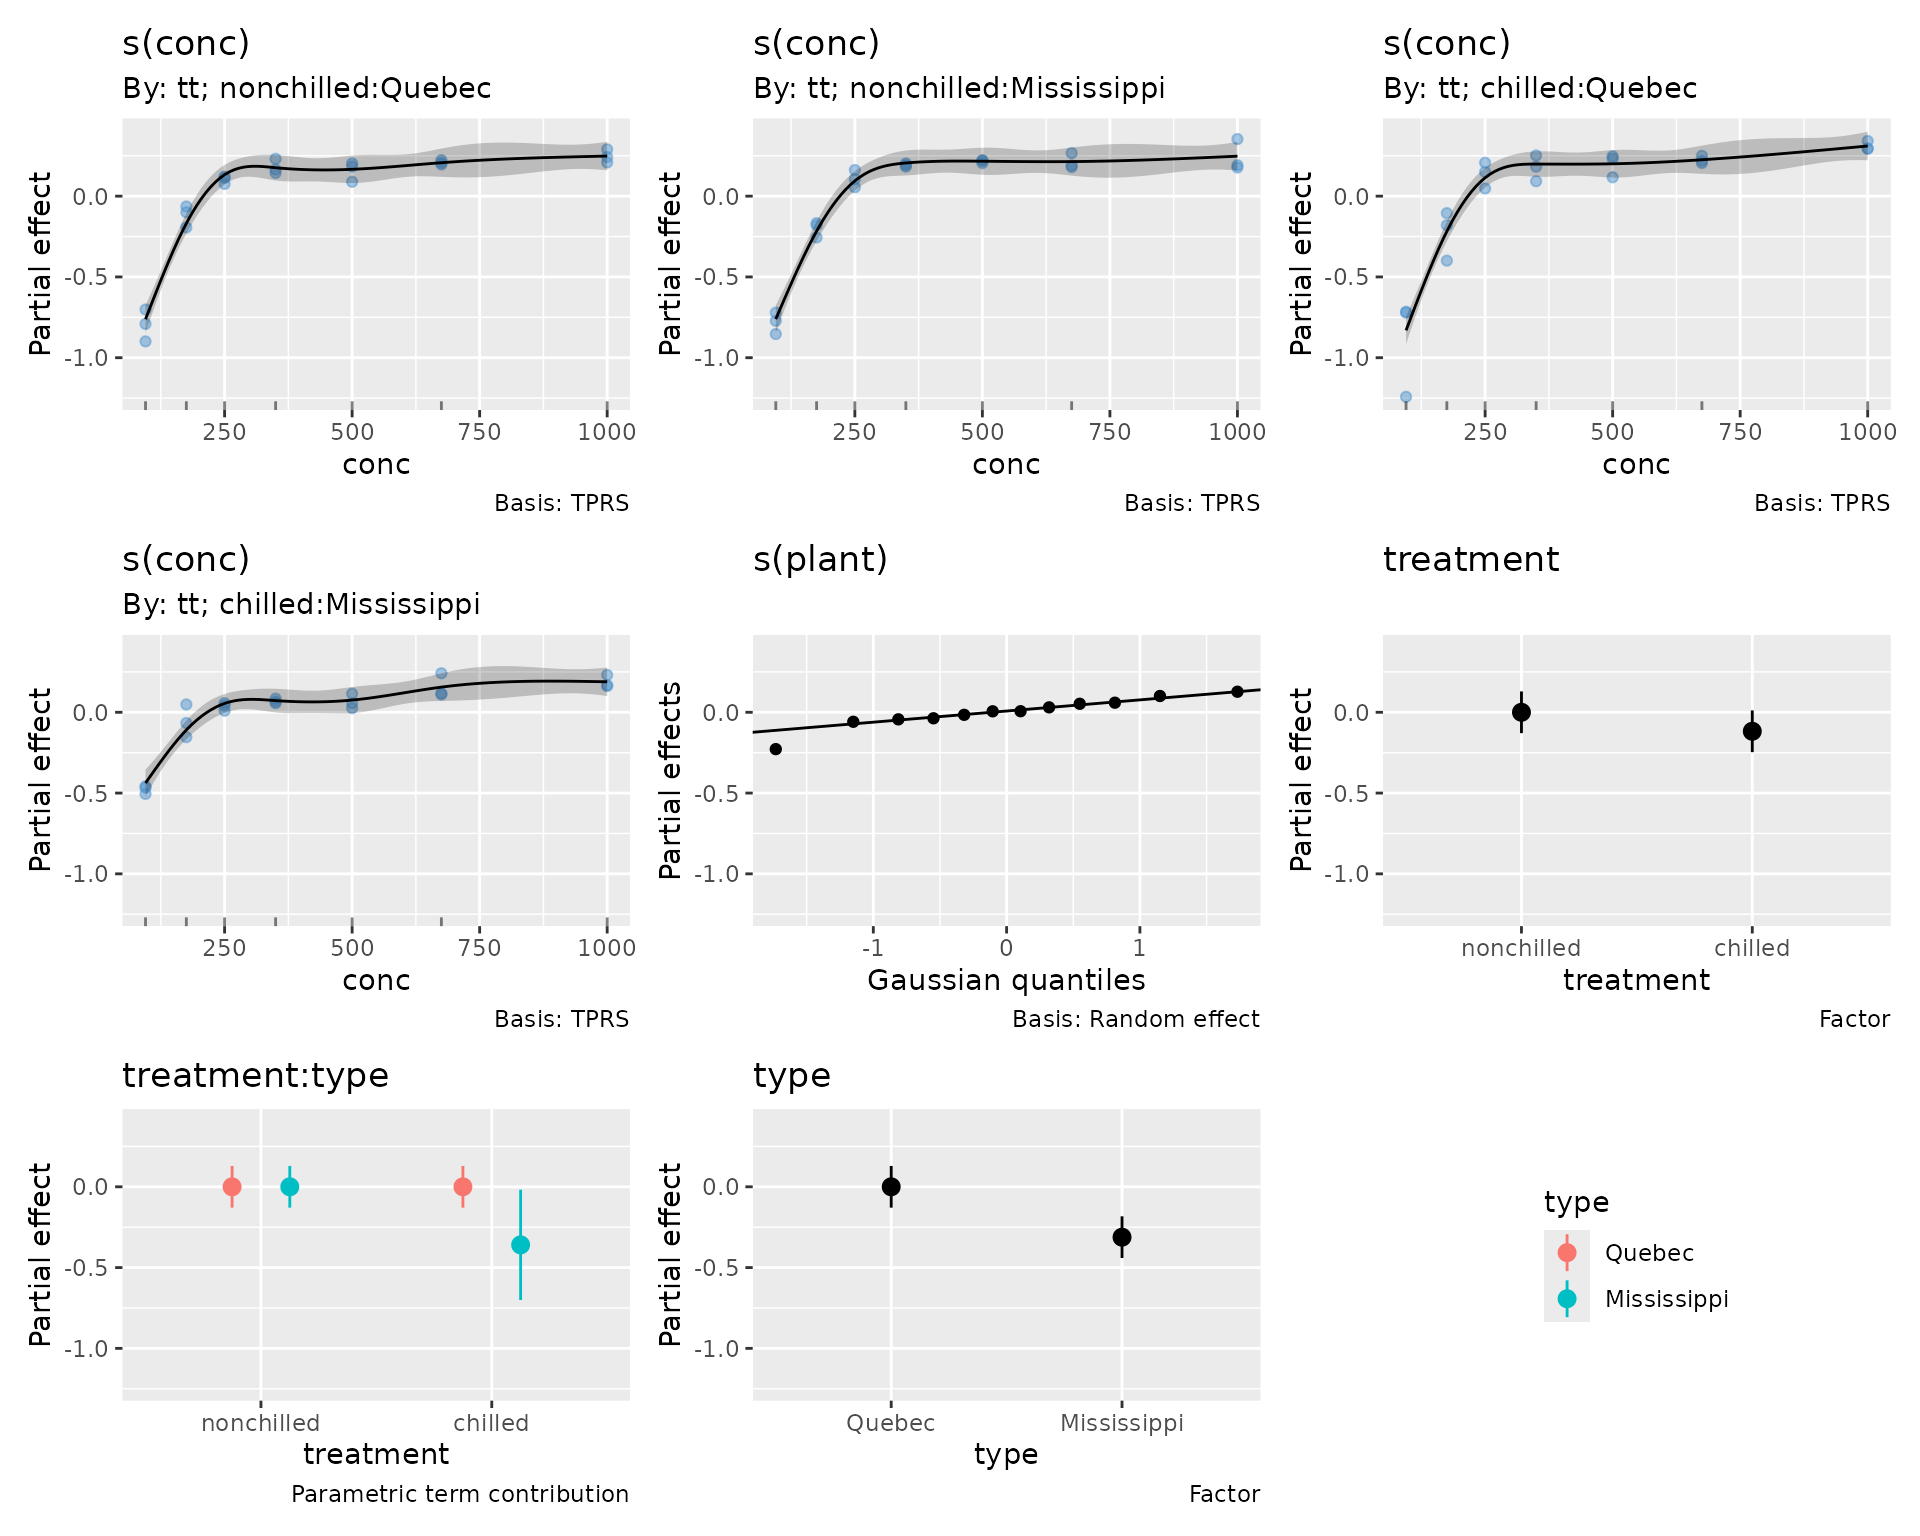 s(conc)
By: tt; nonchilled:Quebec
Partial effect
0.0
-0.5
-1.0
250 500 750 1000
conc
Basis: TPRS
s(conc)
By: tt; nonchilled:Mississippi
Partial effect
0.0
-0.5
-1.0
250 500 750 1000
conc
Basis: TPRS
s(conc)
By: tt; chilled:Quebec
Partial effect
0.0
-0.5
-1.0
250 500 750 1000
conc
Basis: TPRS
s(conc)
By: tt; chilled:Mississippi
Partial effect
0.0
-0.5
-1.0
250 500 750 1000
conc
Basis: TPRS
s(plant)
Partial effects
0.0
-0.5
-1.0
-1 0 1
Gaussian quantiles
Basis: Random effect
treatment
Partial effect
0.0
-0.5
-1.0
nonchilled chilled
treatment
Factor
treatment:type
Partial effect
0.0
-0.5
-1.0
nonchilled chilled
treatment
Parametric term contribution
type
Partial effect
0.0
-0.5
-1.0
Quebec Mississippi
type
Factor
type
Quebec
Mississippi